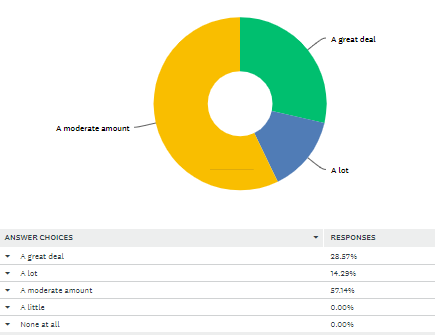 A great deal
A moderate amount
A lot
ANSWER CHOICES RESPONSES
A great deal 28.57%
A lot 14.29%
A moderate amount 57.14%
A little 0.00%
None at all 0.00%